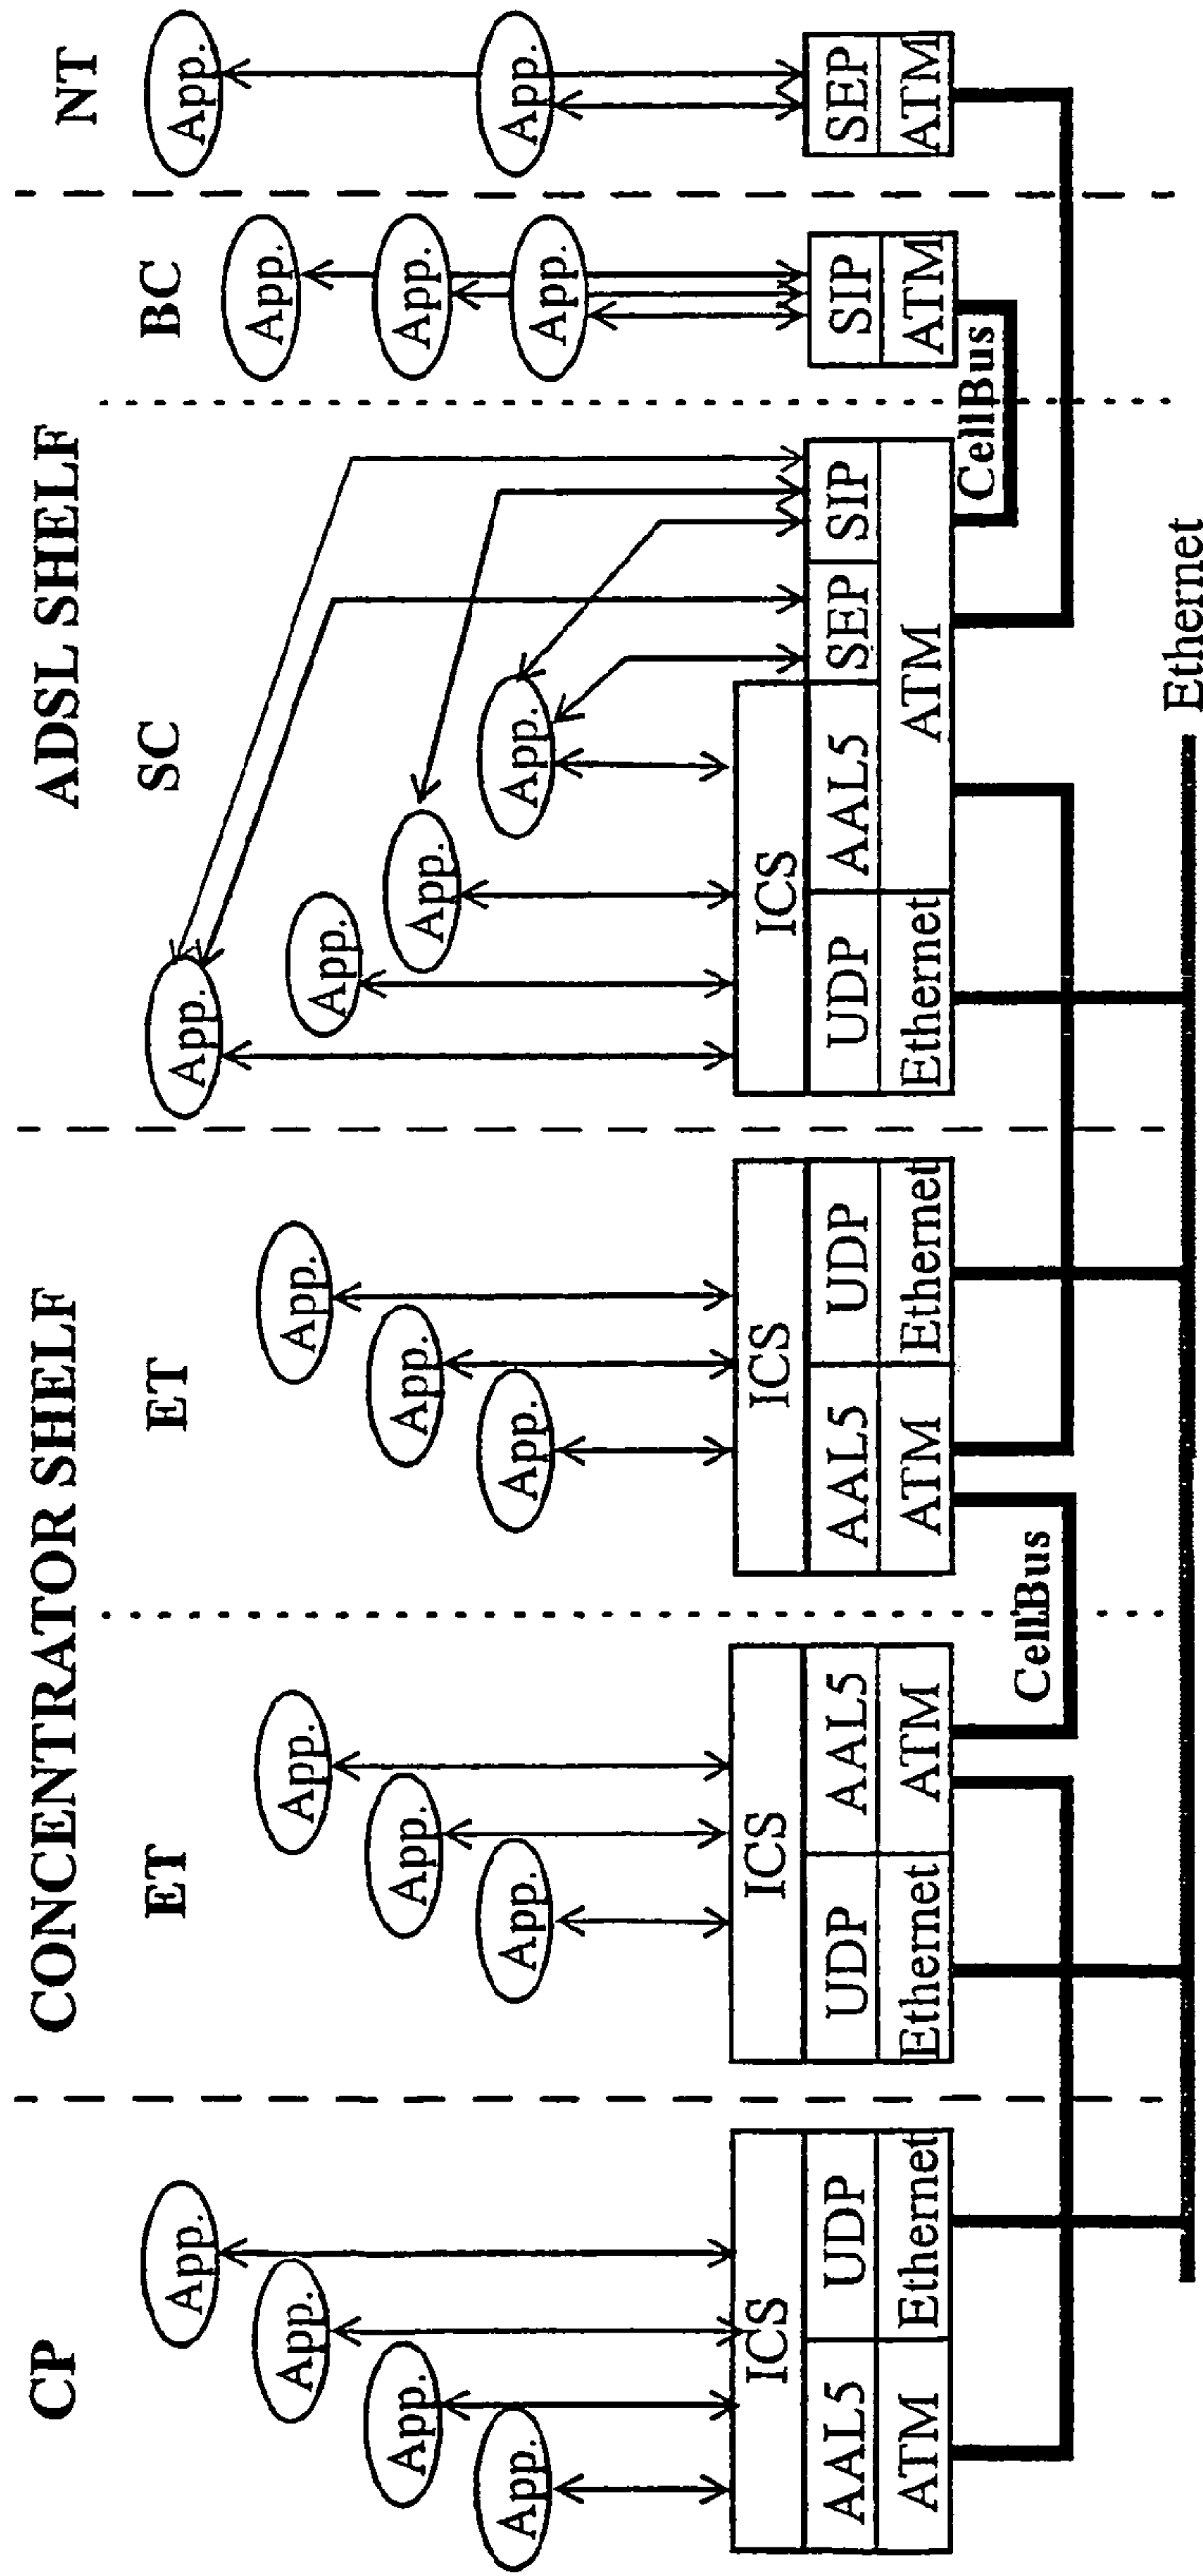 CP
App.
App.
App.
App.
ICS
AAL5 UDP
ATM Ethernet
CONCENTRATOR SHELF
ET
App.
App.
App.
ICS
UDP AAL5
Ethernet ATM
CellBus
ET
App.
App.
App.
ICS
AAL5 UDP
ATM Ethernet
ADSL SHELF
SC
App.
App.
App.
App.
ICS
UDP AAL5 SEP SIP
Ethernet ATM
CellBus
BC
App.
App.
App.
SIP
ATM
NT
App.
App.
SEP
ATM
Ethernet